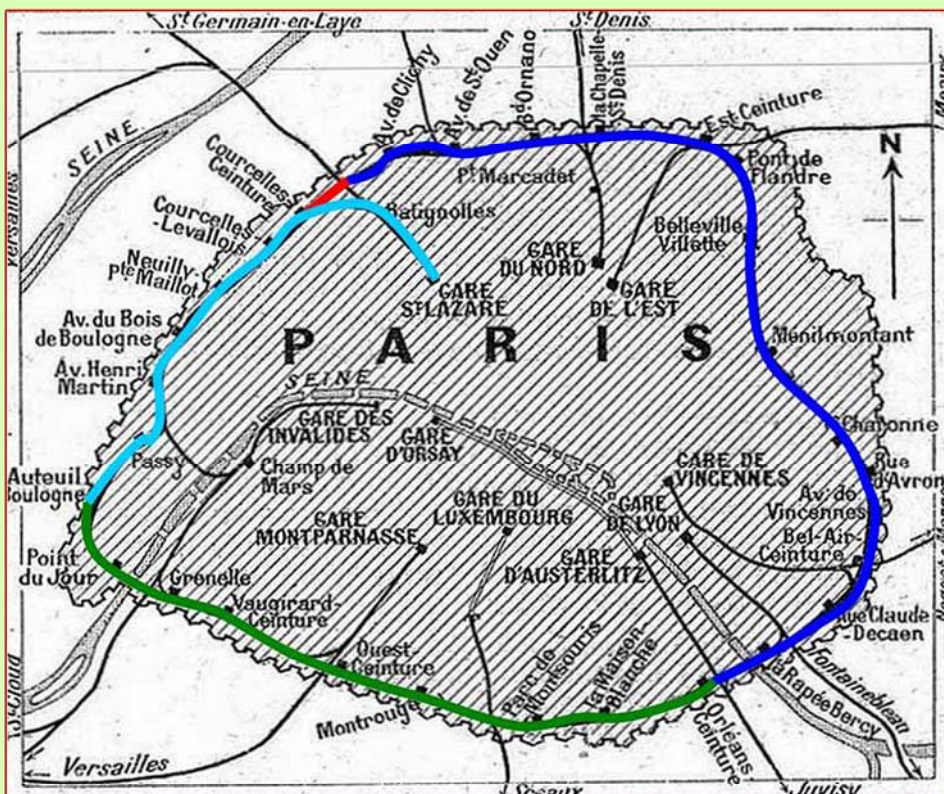 St Germain-en-Laye
St Denis
Av. de Clichy
Av. de St Ouen
Bd Ornano
la Chapelle-
St Denis
Est Ceinture
SEINE
Courcelles
Ceinture
Pt Marcadet
Pont de
Flandre
N
Versailles
Courcelles
-Levallois
Batignolles
Belleville
Villette
Neuilly-
Pte Maillot
GARE
DU NORD
GARE
ST LAZARE
GARE
DE L'EST
Av. du Bois
de Boulogne
PARIS
Ménilmontant
Av. Henri
Martin
SEINE
GARE DES
INVALIDES
GARE
D'ORSAY
Charonne
Passy
Champ de
Mars
GARE DE
VINCENNES
Rue
d'Avron
Auteuil
Boulogne
Av. de
Vincennes
GARE DU
LUXEMBOURG
GARE
MONTPARNASSE
GARE
DE LYON
Bel-Air-
Ceinture
Point
du Jour
GARE
D'AUSTERLITZ
Grenelle
Vaugirard-
Ceinture
Rue Claude
-Decaen
Ouest-
Ceinture
Parc de
Montsouris
la Maison
Blanche
la Rapée Bercy
Fontainebleau
St Cloud
Montrouge
Orléans
Ceinture
Versailles
Sceaux
Juvisy